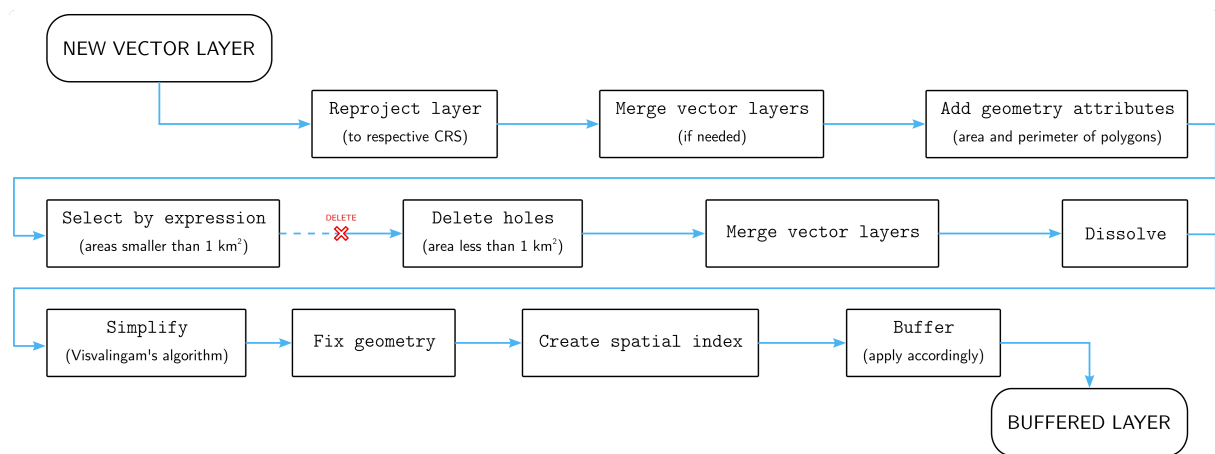 NEW VECTOR LAYER
Reproject layer
(to respective CRS)
Merge vector layers
(if needed)
Add geometry attributes
(area and perimeter of polygons)
Select by expression
(areas smaller than 1 km²)
DELETE
Delete holes
(area less than 1 km²)
Merge vector layers
Dissolve
Simplify
(Visvalingam's algorithm)
Fix geometry
Create spatial index
Buffer
(apply accordingly)
BUFFERED LAYER